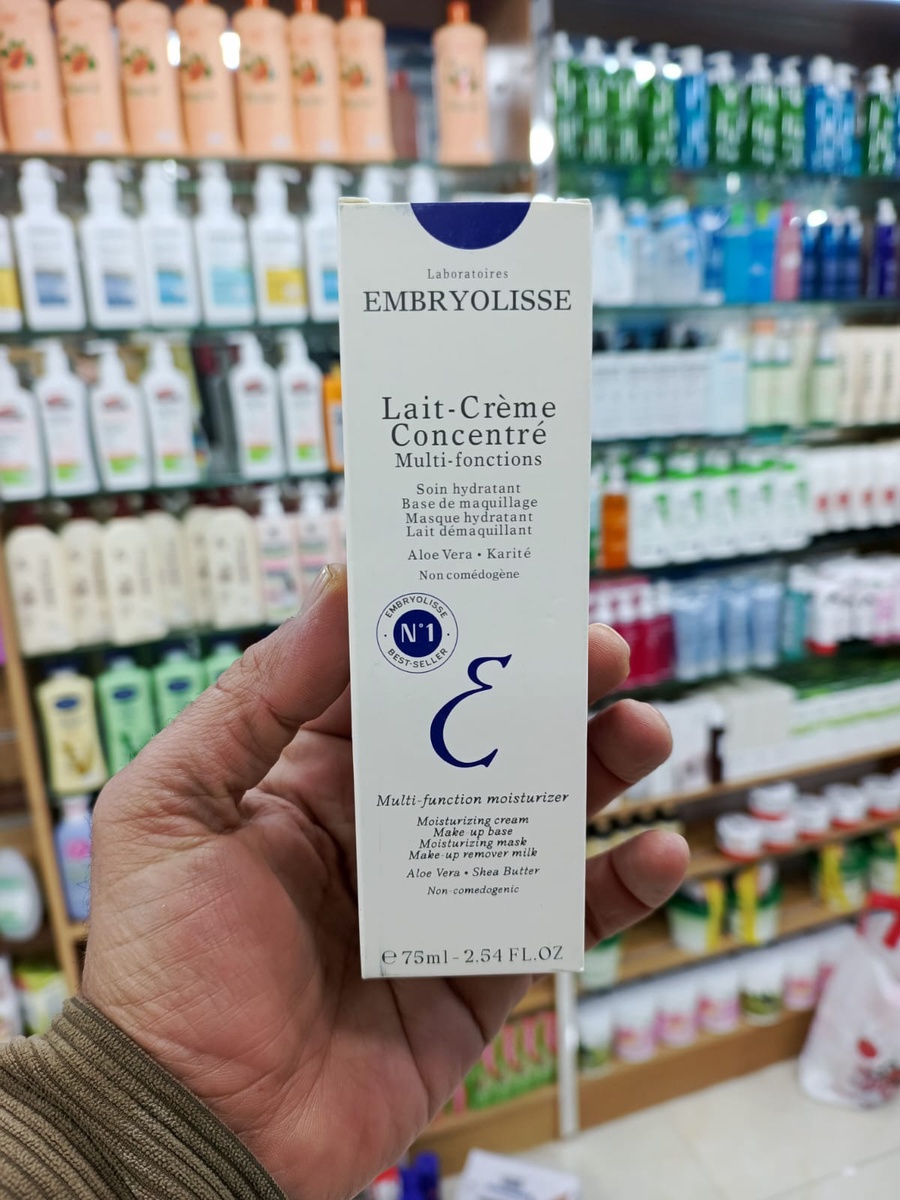 Laboratoires
EMBRYOLISSE
Lait-Crème
Concentré
Multi-fonctions
Soin hydratant
Base de maquillage
Masque hydratant
Lait démaquillant
Aloe Vera • Karité
Non comédogène
EMBRYOLISSE
N°1
BEST-SELLER
Multi-function moisturizer
Moisturizing cream
Make-up base
Moisturizing mask
Make-up remover milk
Aloe Vera • Shea Butter
Non-comedogenic
℮ 75ml - 2.54 FL.OZ